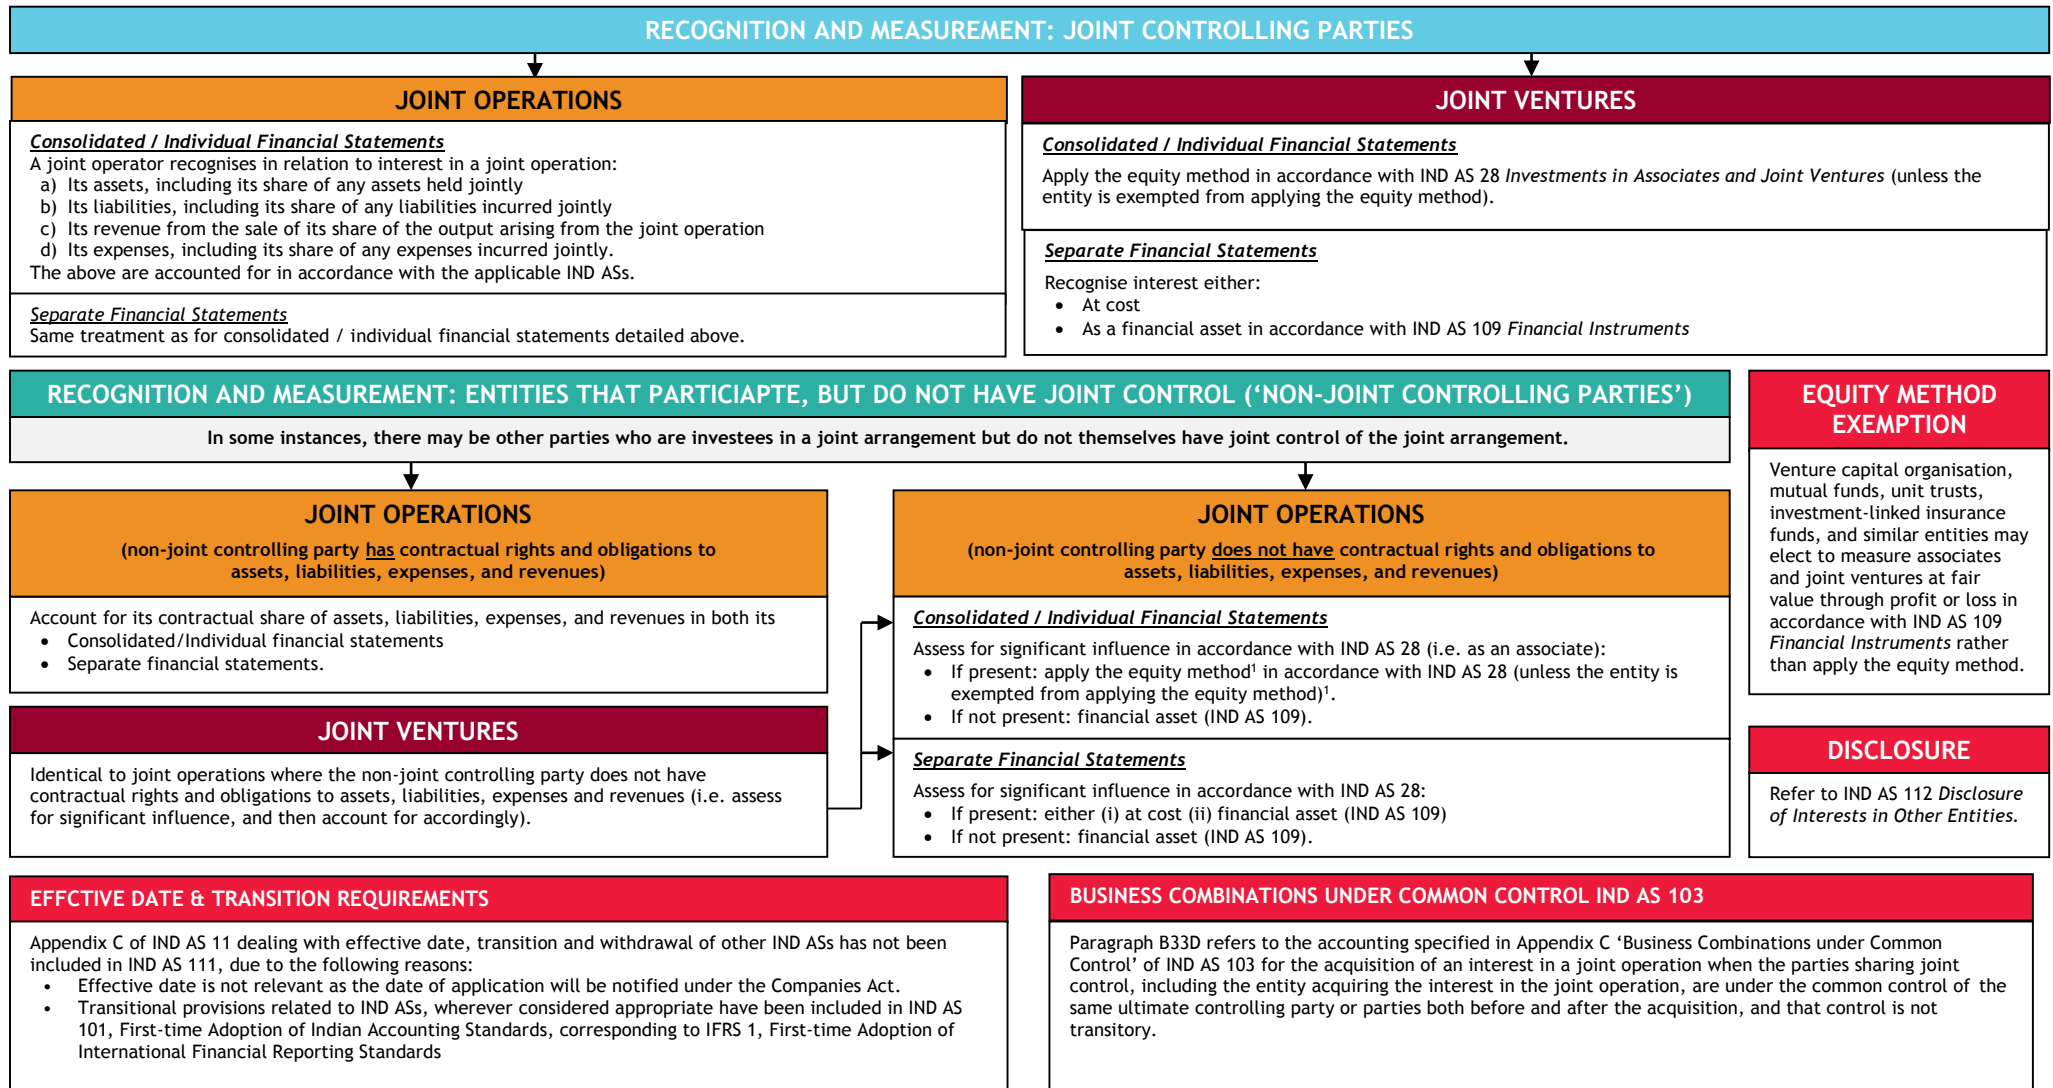 RECOGNITION AND MEASUREMENT: JOINT CONTROLLING PARTIES
JOINT OPERATIONS
Consolidated / Individual Financial Statements
A joint operator recognises in relation to interest in a joint operation:
a) Its assets, including its share of any assets held jointly
b) Its liabilities, including its share of any liabilities incurred jointly
c) Its revenue from the sale of its share of the output arising from the joint operation
d) Its expenses, including its share of any expenses incurred jointly.
The above are accounted for in accordance with the applicable IND ASs.
Separate Financial Statements
Same treatment as for consolidated / individual financial statements detailed above.
JOINT VENTURES
Consolidated / Individual Financial Statements
Apply the equity method in accordance with IND AS 28 Investments in Associates and Joint Ventures (unless the
entity is exempted from applying the equity method).
Separate Financial Statements
Recognise interest either:
• At cost
• As a financial asset in accordance with IND AS 109 Financial Instruments
RECOGNITION AND MEASUREMENT: ENTITIES THAT PARTICIAPTE, BUT DO NOT HAVE JOINT CONTROL (‘NON-JOINT CONTROLLING PARTIES’)
In some instances, there may be other parties who are investees in a joint arrangement but do not themselves have joint control of the joint arrangement.
JOINT OPERATIONS
(non-joint controlling party has contractual rights and obligations to
assets, liabilities, expenses, and revenues)
Account for its contractual share of assets, liabilities, expenses, and revenues in both its
• Consolidated/Individual financial statements
• Separate financial statements.
JOINT VENTURES
Identical to joint operations where the non-joint controlling party does not have
contractual rights and obligations to assets, liabilities, expenses and revenues (i.e. assess
for significant influence, and then account for accordingly).
JOINT OPERATIONS
(non-joint controlling party does not have contractual rights and obligations to
assets, liabilities, expenses, and revenues)
Consolidated / Individual Financial Statements
Assess for significant influence in accordance with IND AS 28 (i.e. as an associate):
• If present: apply the equity method¹ in accordance with IND AS 28 (unless the entity is
exempted from applying the equity method)¹.
• If not present: financial asset (IND AS 109).
Separate Financial Statements
Assess for significant influence in accordance with IND AS 28:
• If present: either (i) at cost (ii) financial asset (IND AS 109)
• If not present: financial asset (IND AS 109).
EQUITY METHOD
EXEMPTION
Venture capital organisation,
mutual funds, unit trusts,
investment-linked insurance
funds, and similar entities may
elect to measure associates
and joint ventures at fair
value through profit or loss in
accordance with IND AS 109
Financial Instruments rather
than apply the equity method.
DISCLOSURE
Refer to IND AS 112 Disclosure
of Interests in Other Entities.
EFFCTIVE DATE & TRANSITION REQUIREMENTS
Appendix C of IND AS 11 dealing with effective date, transition and withdrawal of other IND ASs has not been
included in IND AS 111, due to the following reasons:
• Effective date is not relevant as the date of application will be notified under the Companies Act.
• Transitional provisions related to IND ASs, wherever considered appropriate have been included in IND AS
101, First-time Adoption of Indian Accounting Standards, corresponding to IFRS 1, First-time Adoption of
International Financial Reporting Standards
BUSINESS COMBINATIONS UNDER COMMON CONTROL IND AS 103
Paragraph B33D refers to the accounting specified in Appendix C ‘Business Combinations under Common
Control’ of IND AS 103 for the acquisition of an interest in a joint operation when the parties sharing joint
control, including the entity acquiring the interest in the joint operation, are under the common control of the
same ultimate controlling party or parties both before and after the acquisition, and that control is not
transitory.